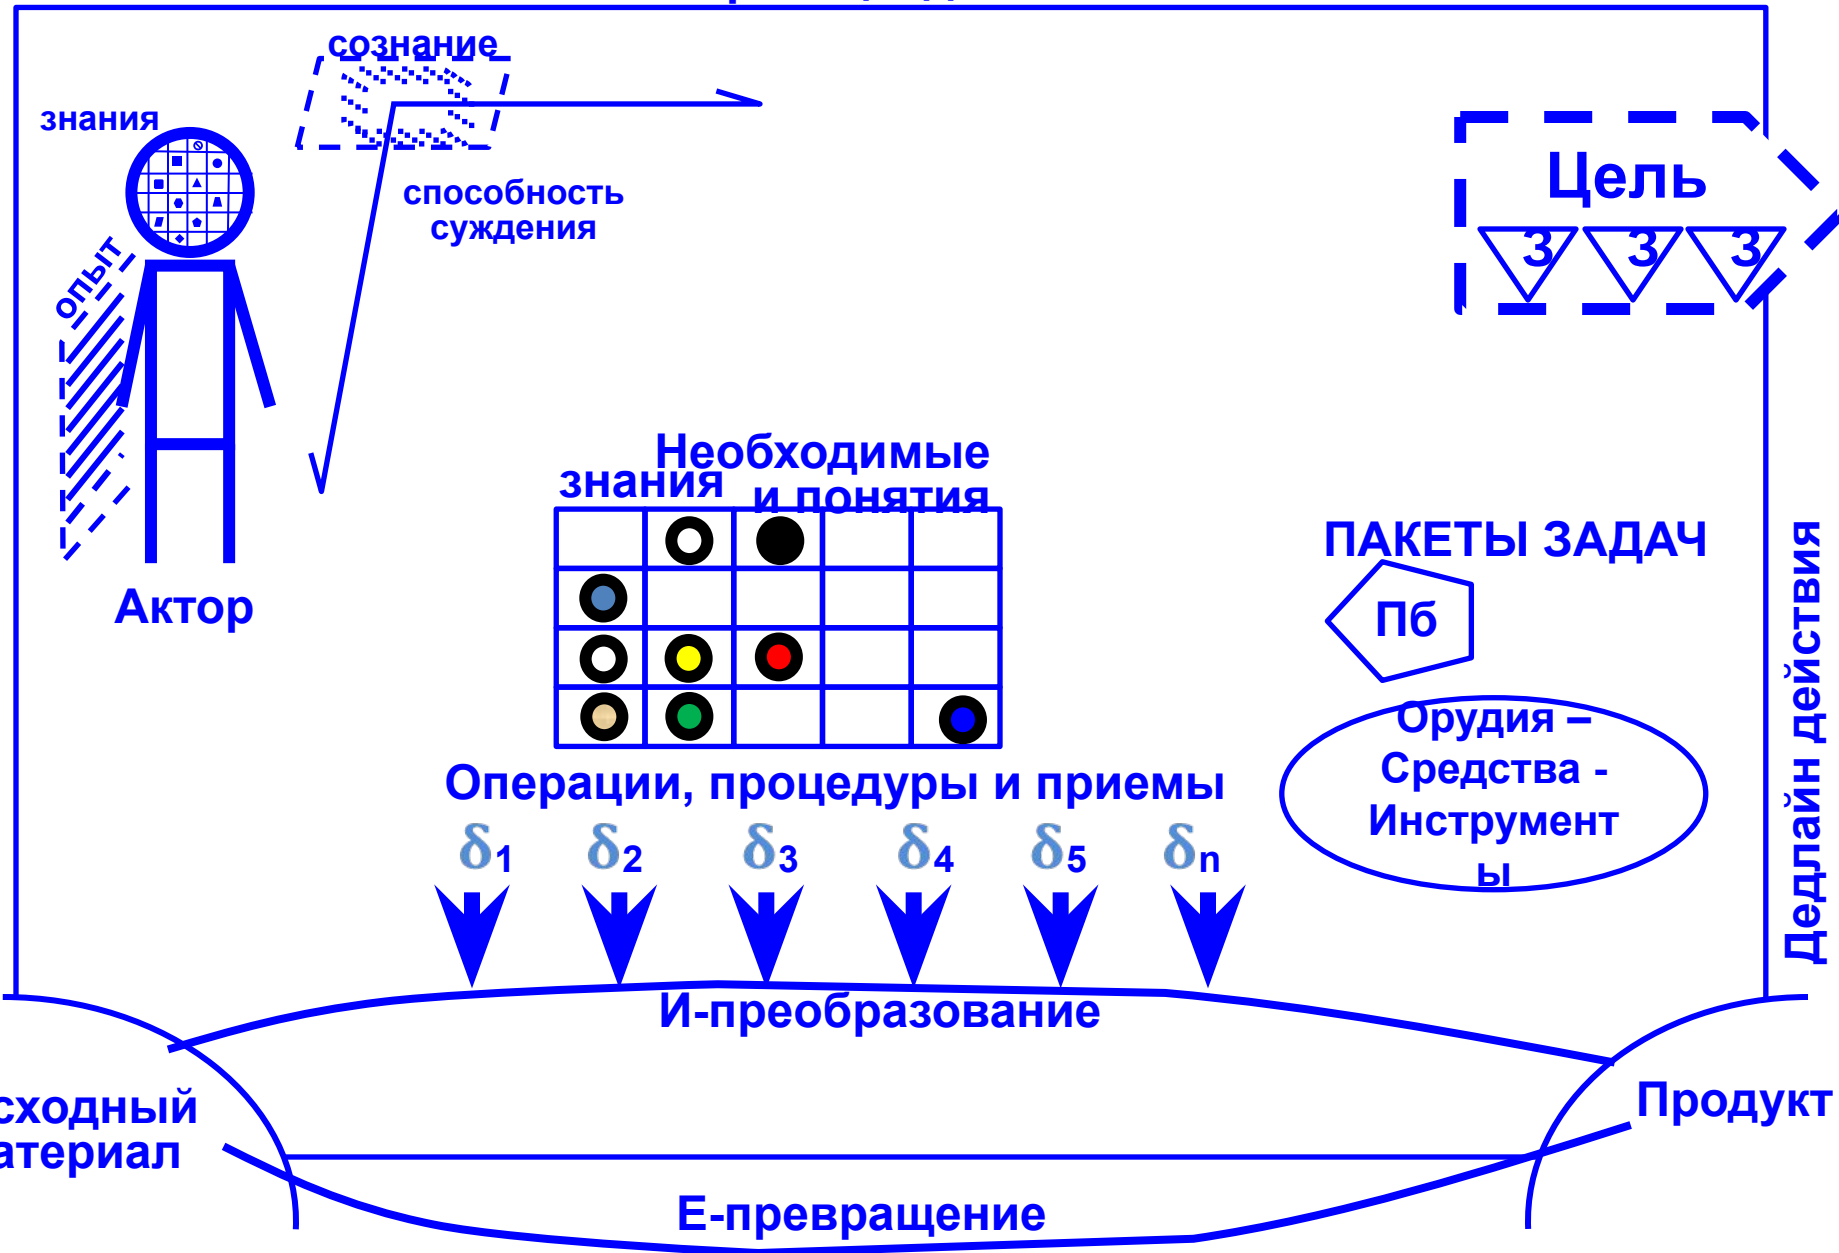 сознание
знания
способность
суждения
опыт
Цель
З З З
Необходимые
знания и понятия
Актор
ПАКЕТЫ ЗАДАЧ
Пб
Дедлайн действия
Орудия –
Средства -
Инструмент
ы
Операции, процедуры и приемы
δ1 δ2 δ3 δ4 δ5 δn
И-преобразование
сходный
атериал
Продукт
Е-превращение